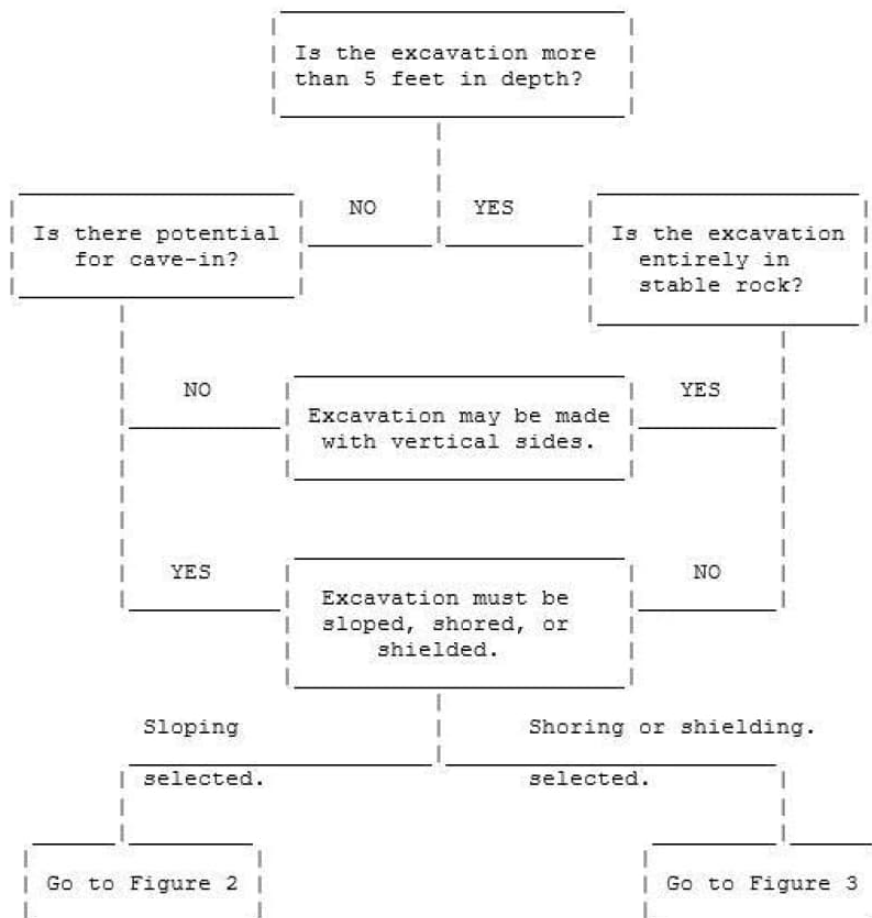 Is the excavation more
than 5 feet in depth?
NO
YES
Is there potential
for cave-in?
Is the excavation
entirely in
stable rock?
NO
Excavation may be made
with vertical sides.
YES
YES
Excavation must be
sloped, shored, or
shielded.
NO
Sloping
selected.
Shoring or shielding.
selected.
Go to Figure 2
Go to Figure 3